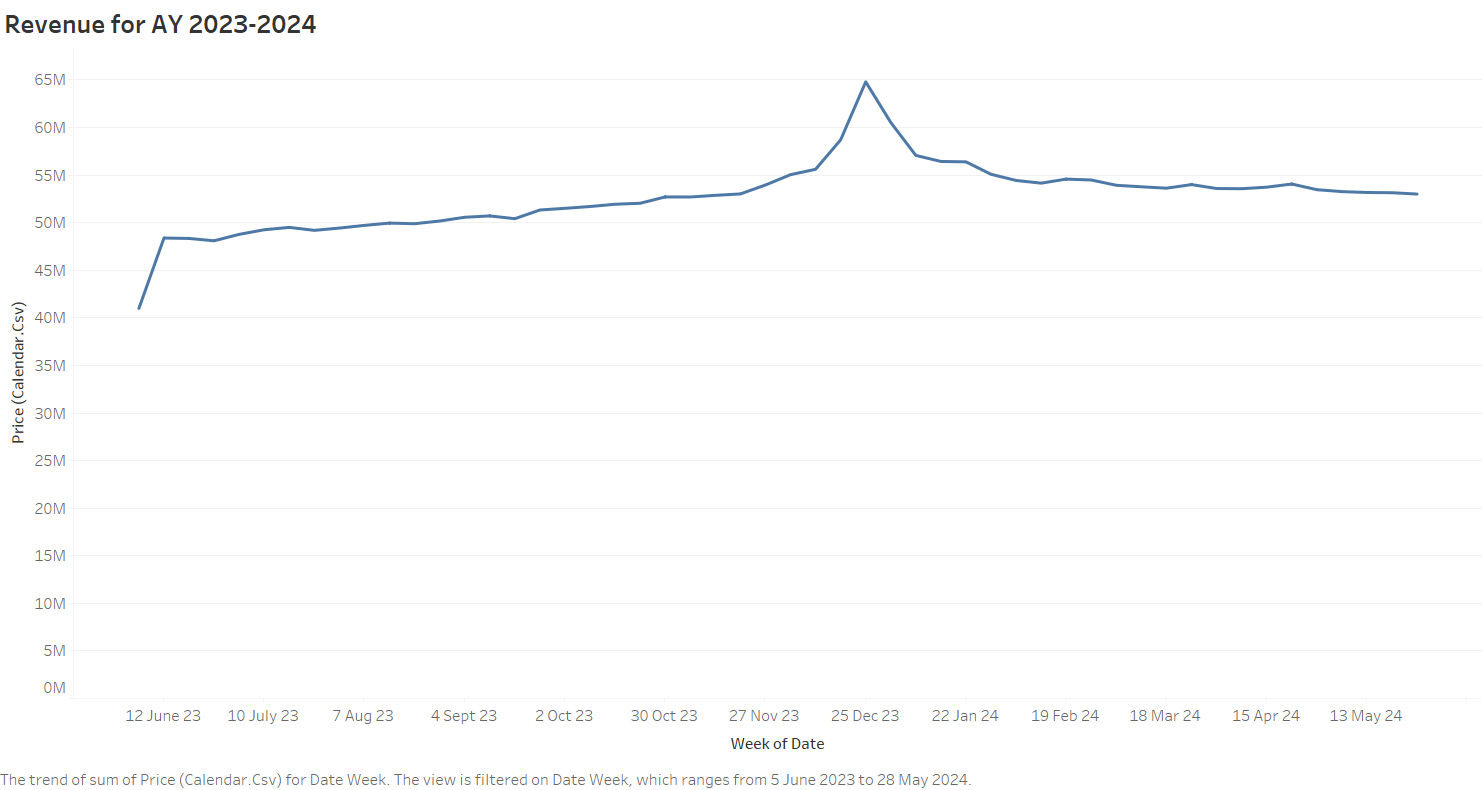 Revenue for AY 2023-2024
65M
60M
55M
50M
45M
40M
35M
30M
25M
20M
15M
10M
5M
0M
Price (Calendar.Csv)
12 June 23 10 July 23 7 Aug 23 4 Sept 23 2 Oct 23 30 Oct 23 27 Nov 23 25 Dec 23 22 Jan 24 19 Feb 24 18 Mar 24 15 Apr 24 13 May 24
Week of Date
The trend of sum of Price (Calendar.Csv) for Date Week. The view is filtered on Date Week, which ranges from 5 June 2023 to 28 May 2024.